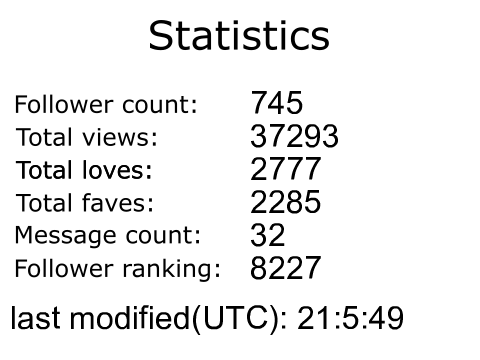 Statistics
Follower count: 745
Total views: 37293
Total loves: 2777
Total faves: 2285
Message count: 32
Follower ranking: 8227
last modified(UTC): 21:5:49